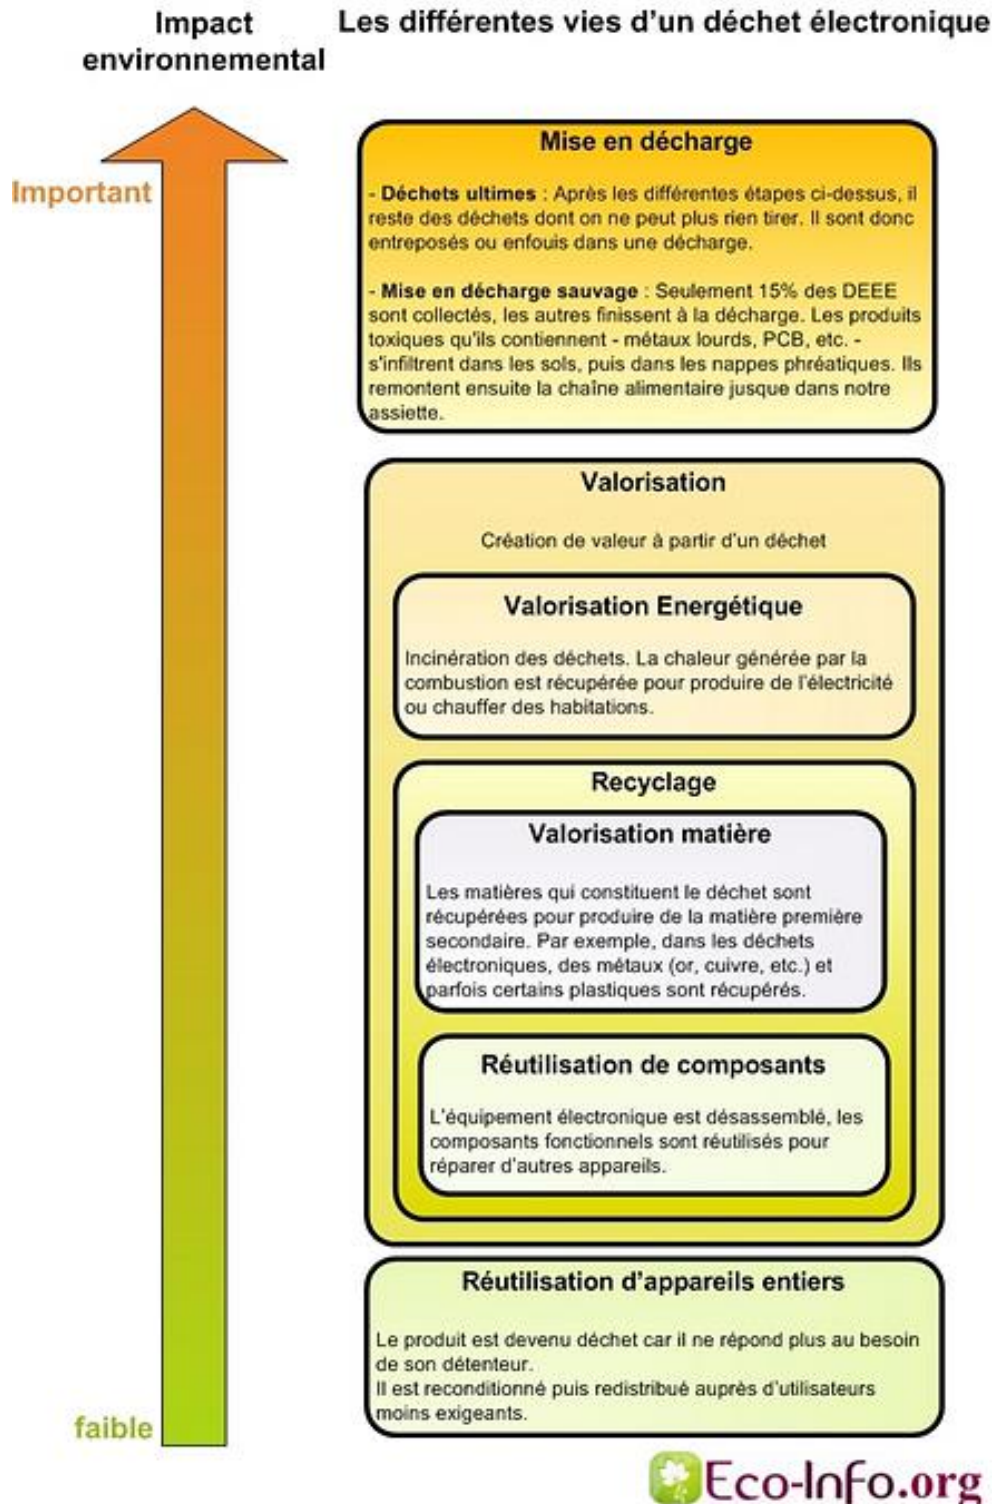 Impact
environnemental
Les différentes vies d'un déchet électronique
Important
Mise en décharge
- Déchets ultimes : Après les différentes étapes ci-dessus, il
reste des déchets dont on ne peut plus rien tirer. Il sont donc
entreposés ou enfouis dans une décharge.
- Mise en décharge sauvage : Seulement 15% des DEEE
sont collectés, les autres finissent à la décharge. Les produits
toxiques qu'ils contiennent - métaux lourds, PCB, etc. -
s'infiltrent dans les sols, puis dans les nappes phréatiques. Ils
remontent ensuite la chaîne alimentaire jusque dans notre
assiette.
Valorisation
Création de valeur à partir d'un déchet
Valorisation Energétique
Incinération des déchets. La chaleur générée par la
combustion est récupérée pour produire de l'électricité
ou chauffer des habitations.
Recyclage
Valorisation matière
Les matières qui constituent le déchet sont
récupérées pour produire de la matière première
secondaire. Par exemple, dans les déchets
électroniques, des métaux (or, cuivre, etc.) et
parfois certains plastiques sont récupérés.
Réutilisation de composants
L'équipement électronique est désassemblé, les
composants fonctionnels sont réutilisés pour
réparer d'autres appareils.
Réutilisation d'appareils entiers
Le produit est devenu déchet car il ne répond plus au besoin
de son détenteur.
Il est reconditionné puis redistribué auprès d'utilisateurs
moins exigeants.
faible
Eco-Info.org